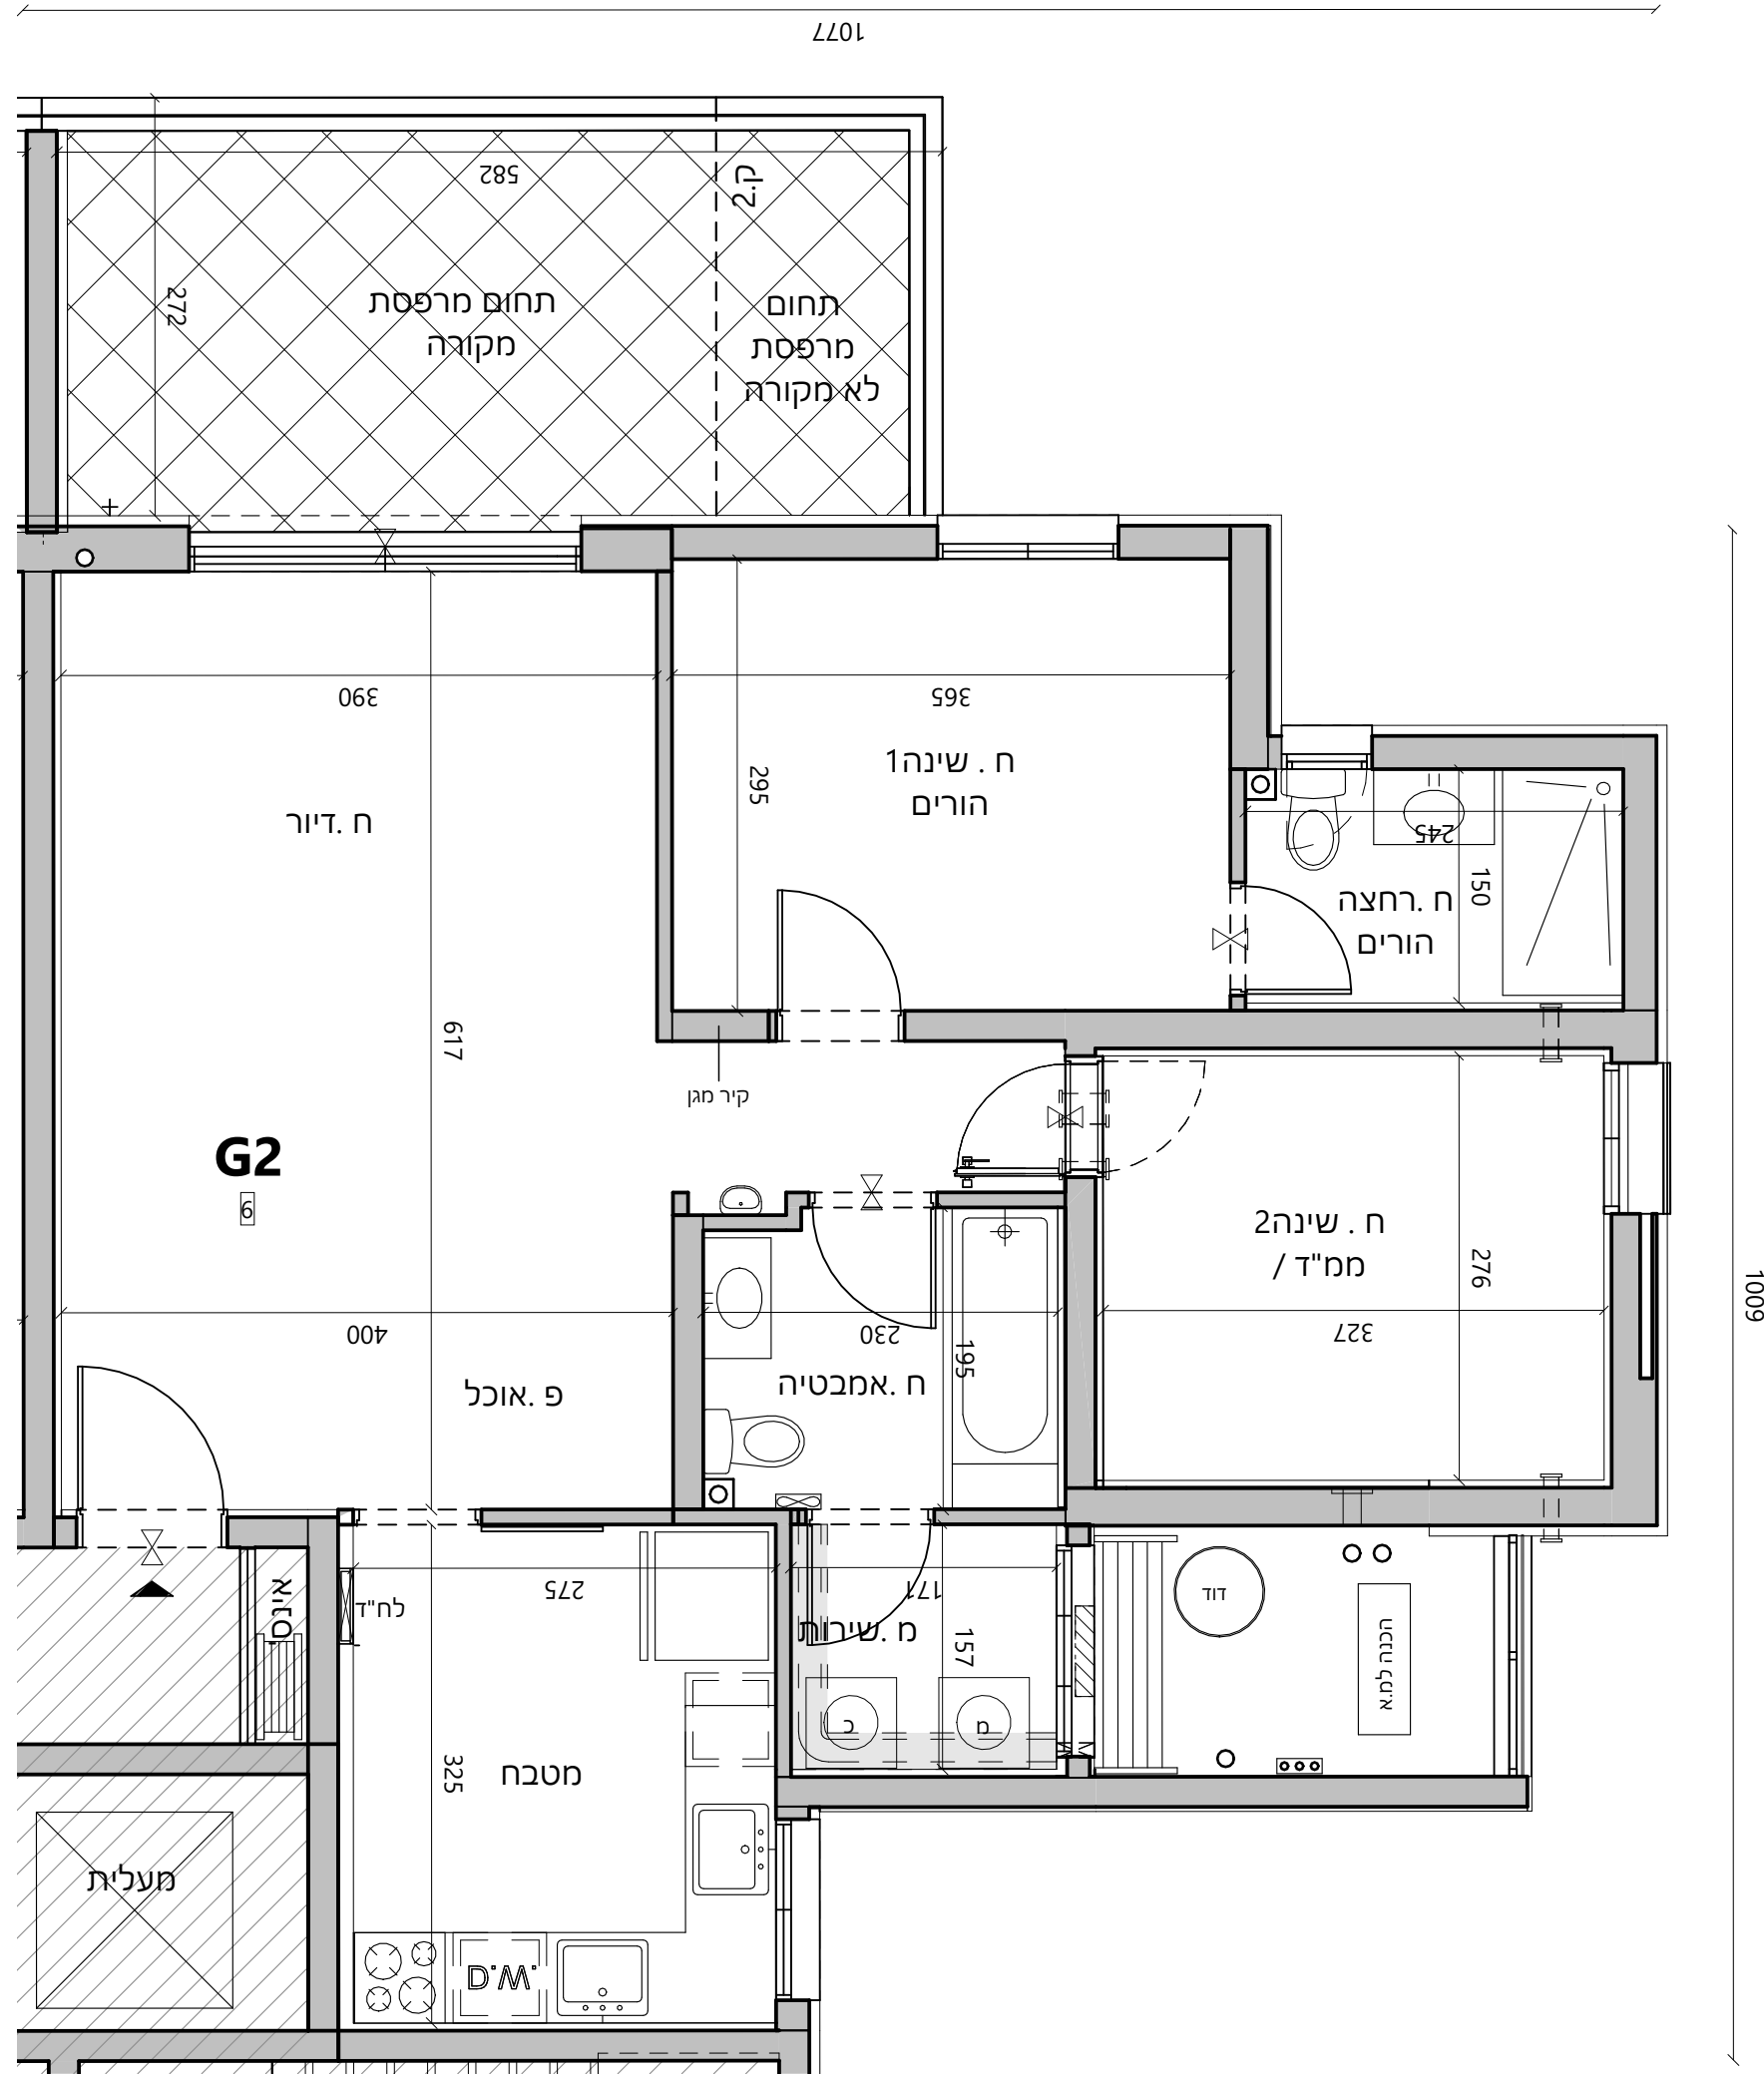 1077
582
ק.2
272
תחום מרפסת
מקורה
תחום
מרפסת
לא מקורה
390
365
295
ח . שינה1
הורים
ח .דיור
245
150
ח .רחצה
הורים
617
קיר מגן
G2
6
ח . שינה2
/ ממ"ד
276
327
1009
400
230
195
ח .אמבטיה
פ .אוכל
אינסט'
לח"ד
275
171
מ .שירות
157
דוד
כ
מ
מטבח
325
מעלית
D.W.